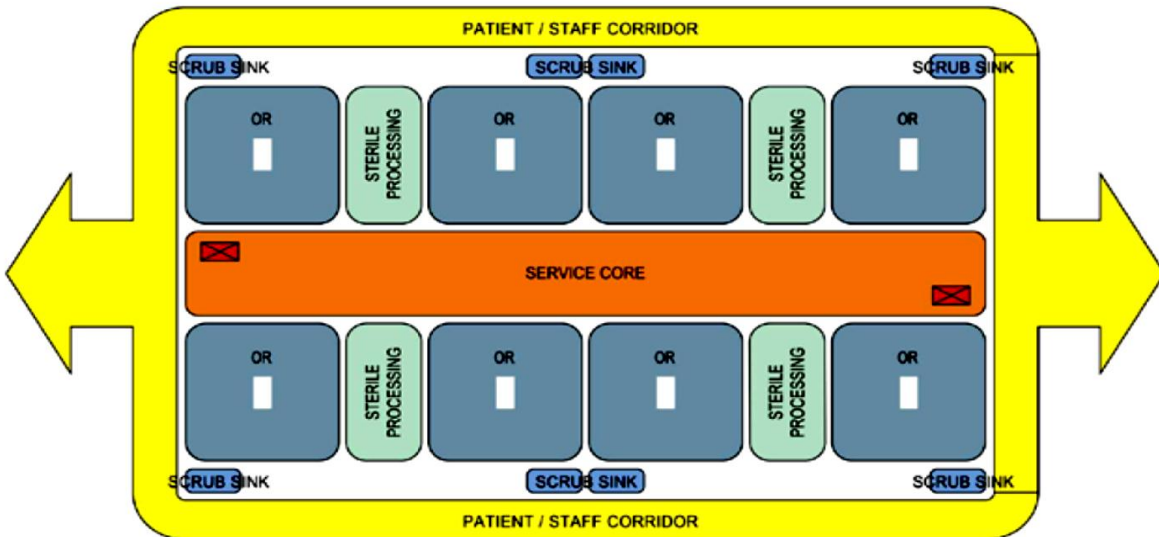 PATIENT / STAFF CORRIDOR
SCRUB SINK
SCRUB SINK
SCRUB SINK
OR
STERILE
PROCESSING
OR
OR
STERILE
PROCESSING
OR
SERVICE CORE
OR
STERILE
PROCESSING
OR
OR
STERILE
PROCESSING
OR
SCRUB SINK
SCRUB SINK
SCRUB SINK
PATIENT / STAFF CORRIDOR